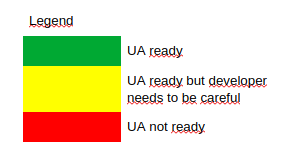 Legend
UA ready
UA ready but developer
needs to be careful
UA not ready